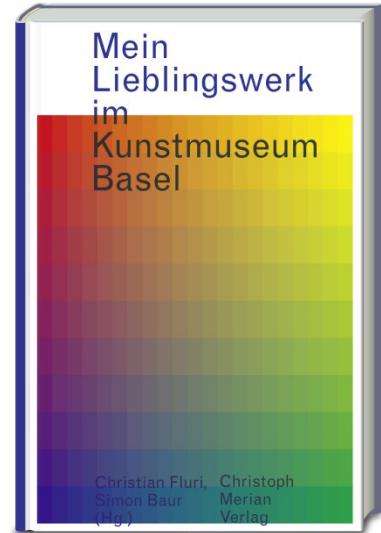 Mein
Lieblingswerk
im
Kunstmuseum
Basel
Christian Fluri,
Simon Baur
(Hg.)
Christoph
Merian
Verlag